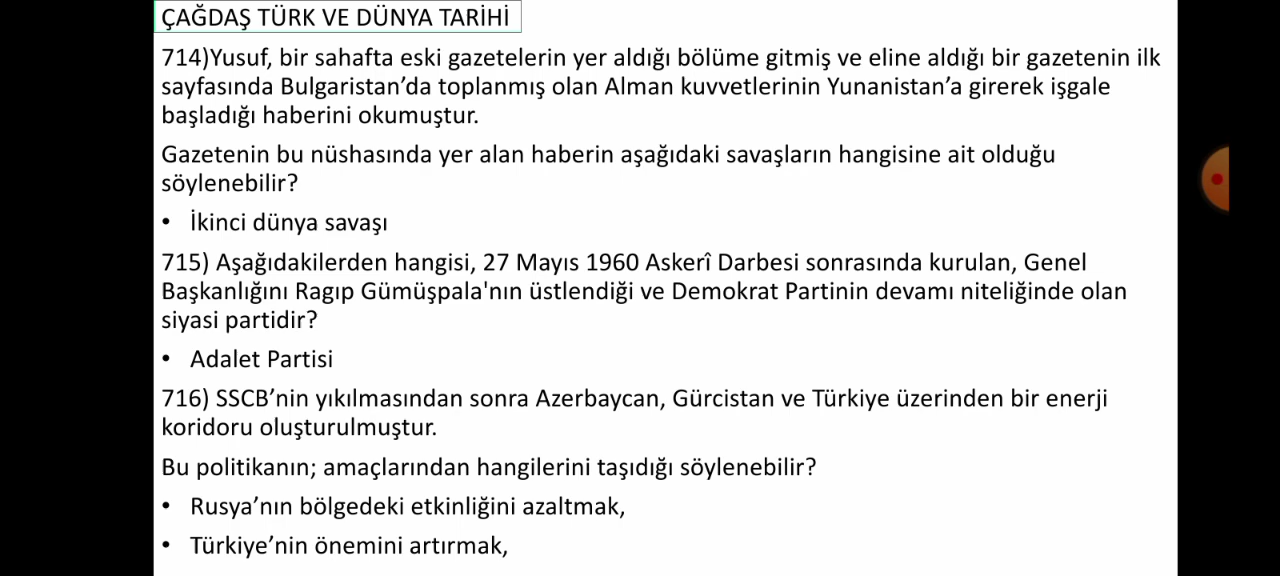 ÇAĞDAŞ TÜRK VE DÜNYA TARİHİ
714)Yusuf, bir sahafta eski gazetelerin yer aldığı bölüme gitmiş ve eline aldığı bir gazetenin ilk
sayfasında Bulgaristan’da toplanmış olan Alman kuvvetlerinin Yunanistan’a girerek işgale
başladığı haberini okumuştur.
Gazetenin bu nüshasında yer alan haberin aşağıdaki savaşların hangisine ait olduğu
söylenebilir?
• İkinci dünya savaşı
715) Aşağıdakilerden hangisi, 27 Mayıs 1960 Askerî Darbesi sonrasında kurulan, Genel
Başkanlığını Ragıp Gümüşpala'nın üstlendiği ve Demokrat Partinin devamı niteliğinde olan
siyasi partidir?
• Adalet Partisi
716) SSCB’nin yıkılmasından sonra Azerbaycan, Gürcistan ve Türkiye üzerinden bir enerji
koridoru oluşturulmuştur.
Bu politikanın; amaçlarından hangilerini taşıdığı söylenebilir?
• Rusya’nın bölgedeki etkinliğini azaltmak,
• Türkiye’nin önemini artırmak,